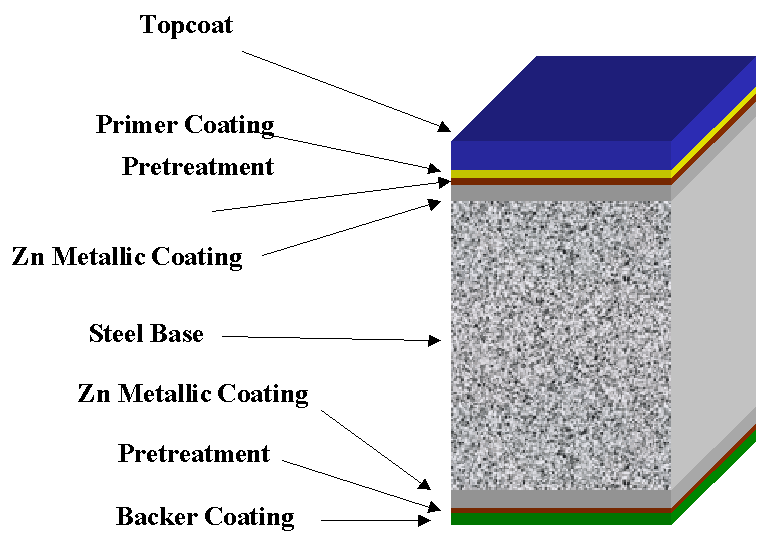 Topcoat
Primer Coating
Pretreatment
Zn Metallic Coating
Steel Base
Zn Metallic Coating
Pretreatment
Backer Coating